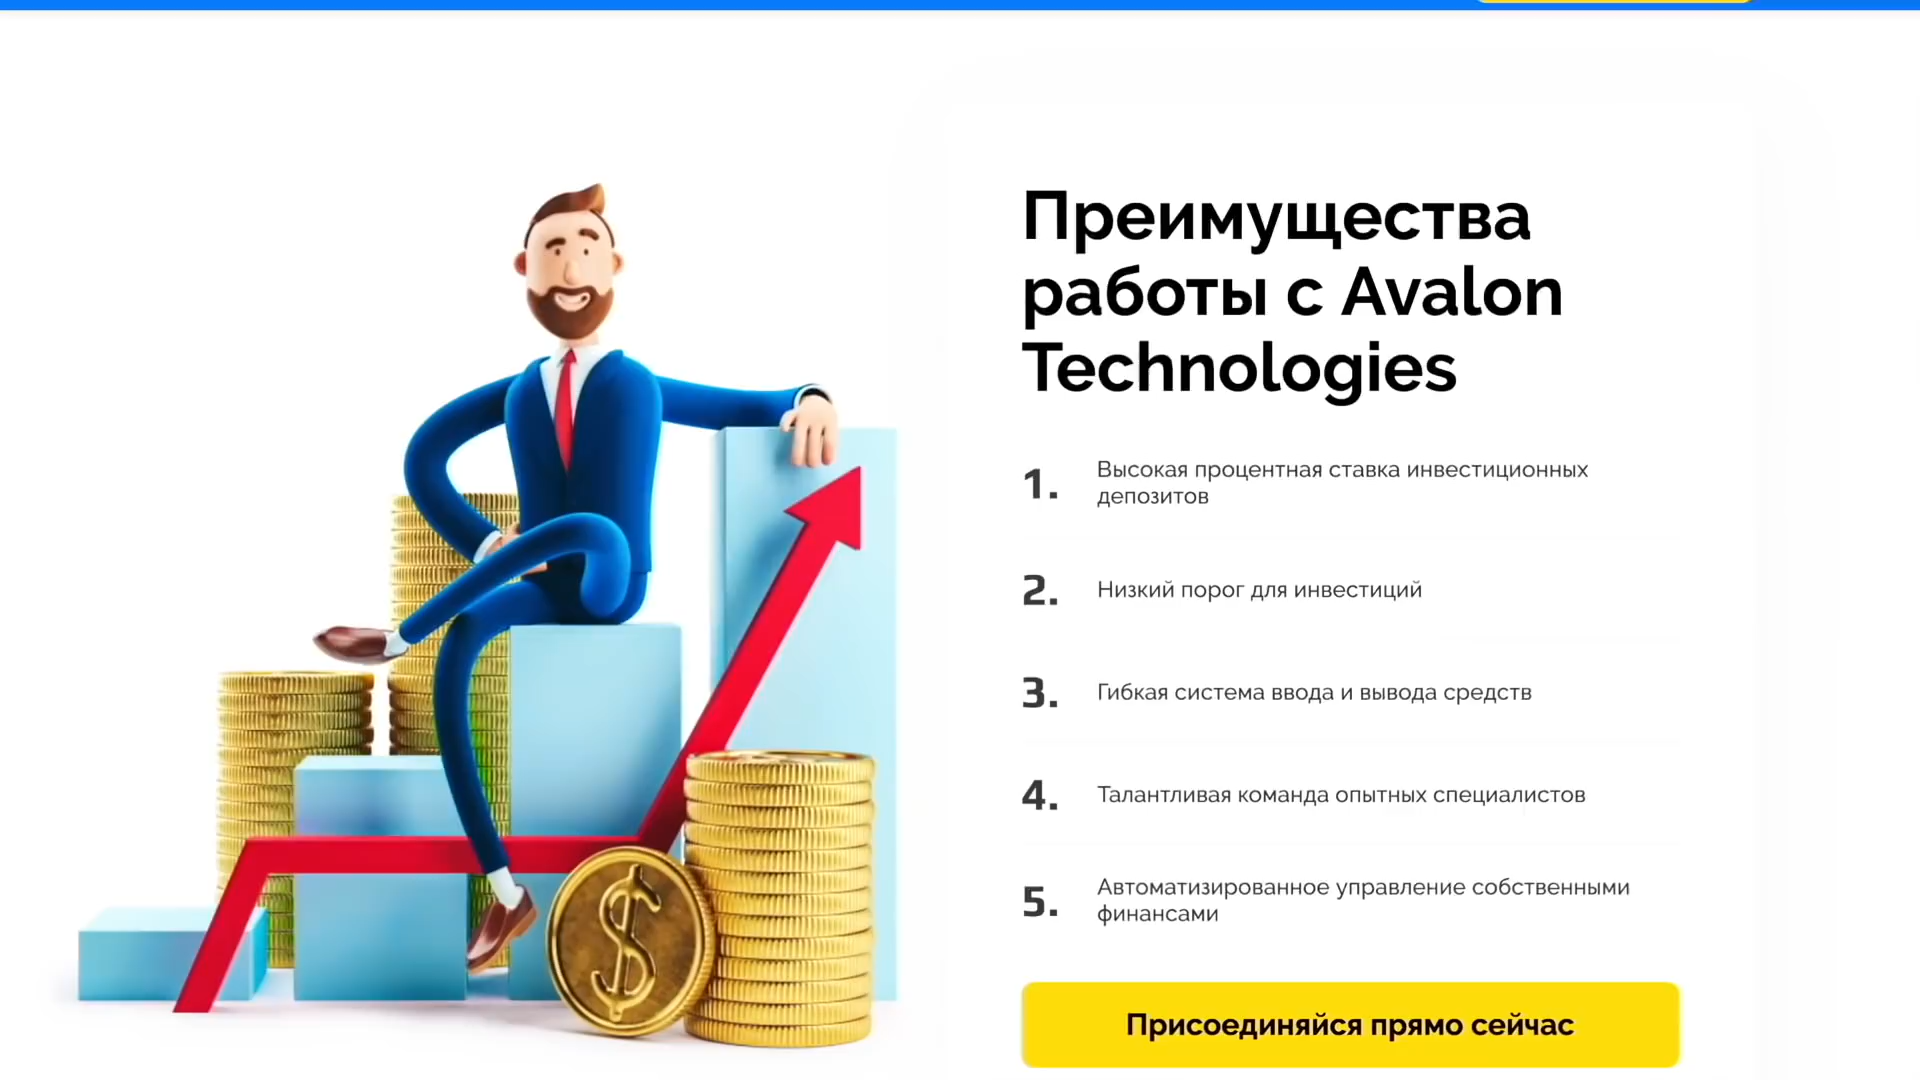 Преимущества
работы с Avalon
Technologies
1. Высокая процентная ставка инвестиционных
депозитов
2. Низкий порог для инвестиций
3. Гибкая система ввода и вывода средств
4. Талантливая команда опытных специалистов
5. Автоматизированное управление собственными
финансами
Присоединяйся прямо сейчас
$